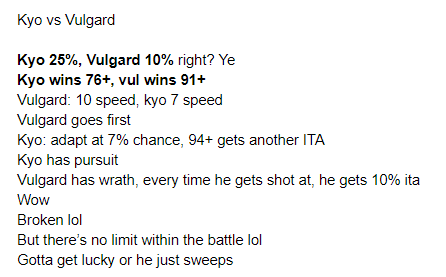 Kyo vs Vulgard
Kyo 25%, Vulgard 10% right? Ye
Kyo wins 76+, vul wins 91+
Vulgard: 10 speed, kyo 7 speed
Vulgard goes first
Kyo: adapt at 7% chance, 94+ gets another ITA
Kyo has pursuit
Vulgard has wrath, every time he gets shot at, he gets 10% ita
Wow
Broken lol
But there's no limit within the battle lol
Gotta get lucky or he just sweeps